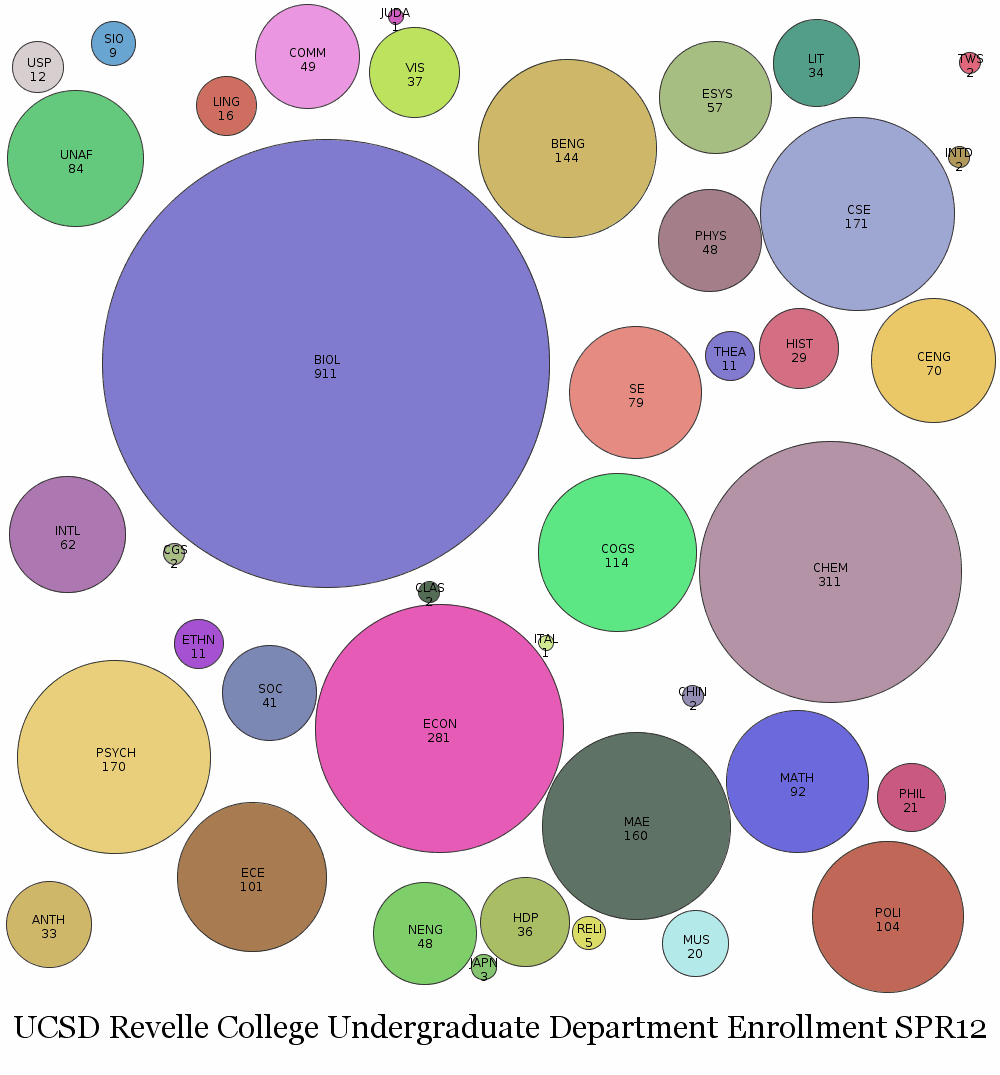 JUDA
1
SIO
9
USP
12
COMM
49
VIS
37
LIT
34
TWS
2
LING
16
ESYS
57
UNAF
84
BENG
144
INTD
2
CSE
171
PHYS
48
BIOL
911
THEA
11
HIST
29
CENG
70
SE
79
INTL
62
CGS
2
COGS
114
CHEM
311
CLAS
2
ETHN
11
ITAL
1
SOC
41
CHIN
2
ECON
281
PSYCH
170
MATH
92
PHIL
21
MAE
160
ECE
101
ANTH
33
NENG
48
HDP
36
RELI
5
MUS
20
POLI
104
JAPN
3
UCSD Revelle College Undergraduate Department Enrollment SPR12